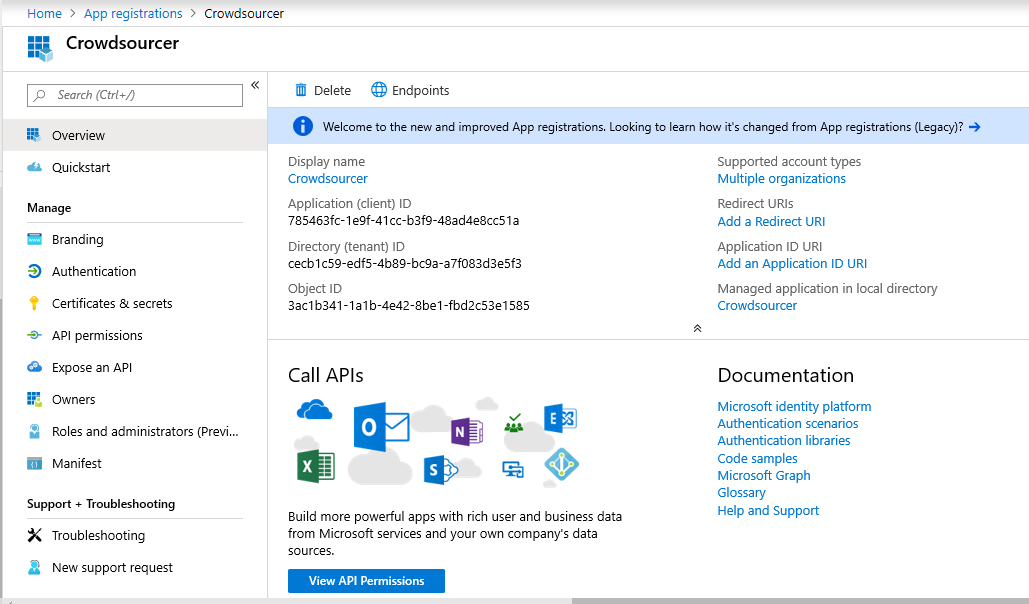 Home > App registrations > Crowdsourcer
Crowdsourcer
Search (Ctrl+/)
«
Overview
Quickstart
Manage
Branding
Authentication
Certificates & secrets
API permissions
Expose an API
Owners
Roles and administrators (Previ...
Manifest
Support + Troubleshooting
Troubleshooting
New support request
Delete Endpoints
Welcome to the new and improved App registrations. Looking to learn how it's changed from App registrations (Legacy)? →
Display name
Crowdsourcer
Application (client) ID
785463fc-1e9f-41cc-b3f9-48ad4e8cc51a
Directory (tenant) ID
cecb1c59-edf5-4b89-bc9a-a7f083d3e5f3
Object ID
3ac1b341-1a1b-4e42-8be1-fbd2c53e1585
Supported account types
Multiple organizations
Redirect URIs
Add a Redirect URI
Application ID URI
Add an Application ID URI
Managed application in local directory
Crowdsourcer
Call APIs
O
N
E
X
S
Build more powerful apps with rich user and business data
from Microsoft services and your own company's data
sources.
View API Permissions
Documentation
Microsoft identity platform
Authentication scenarios
Authentication libraries
Code samples
Microsoft Graph
Glossary
Help and Support